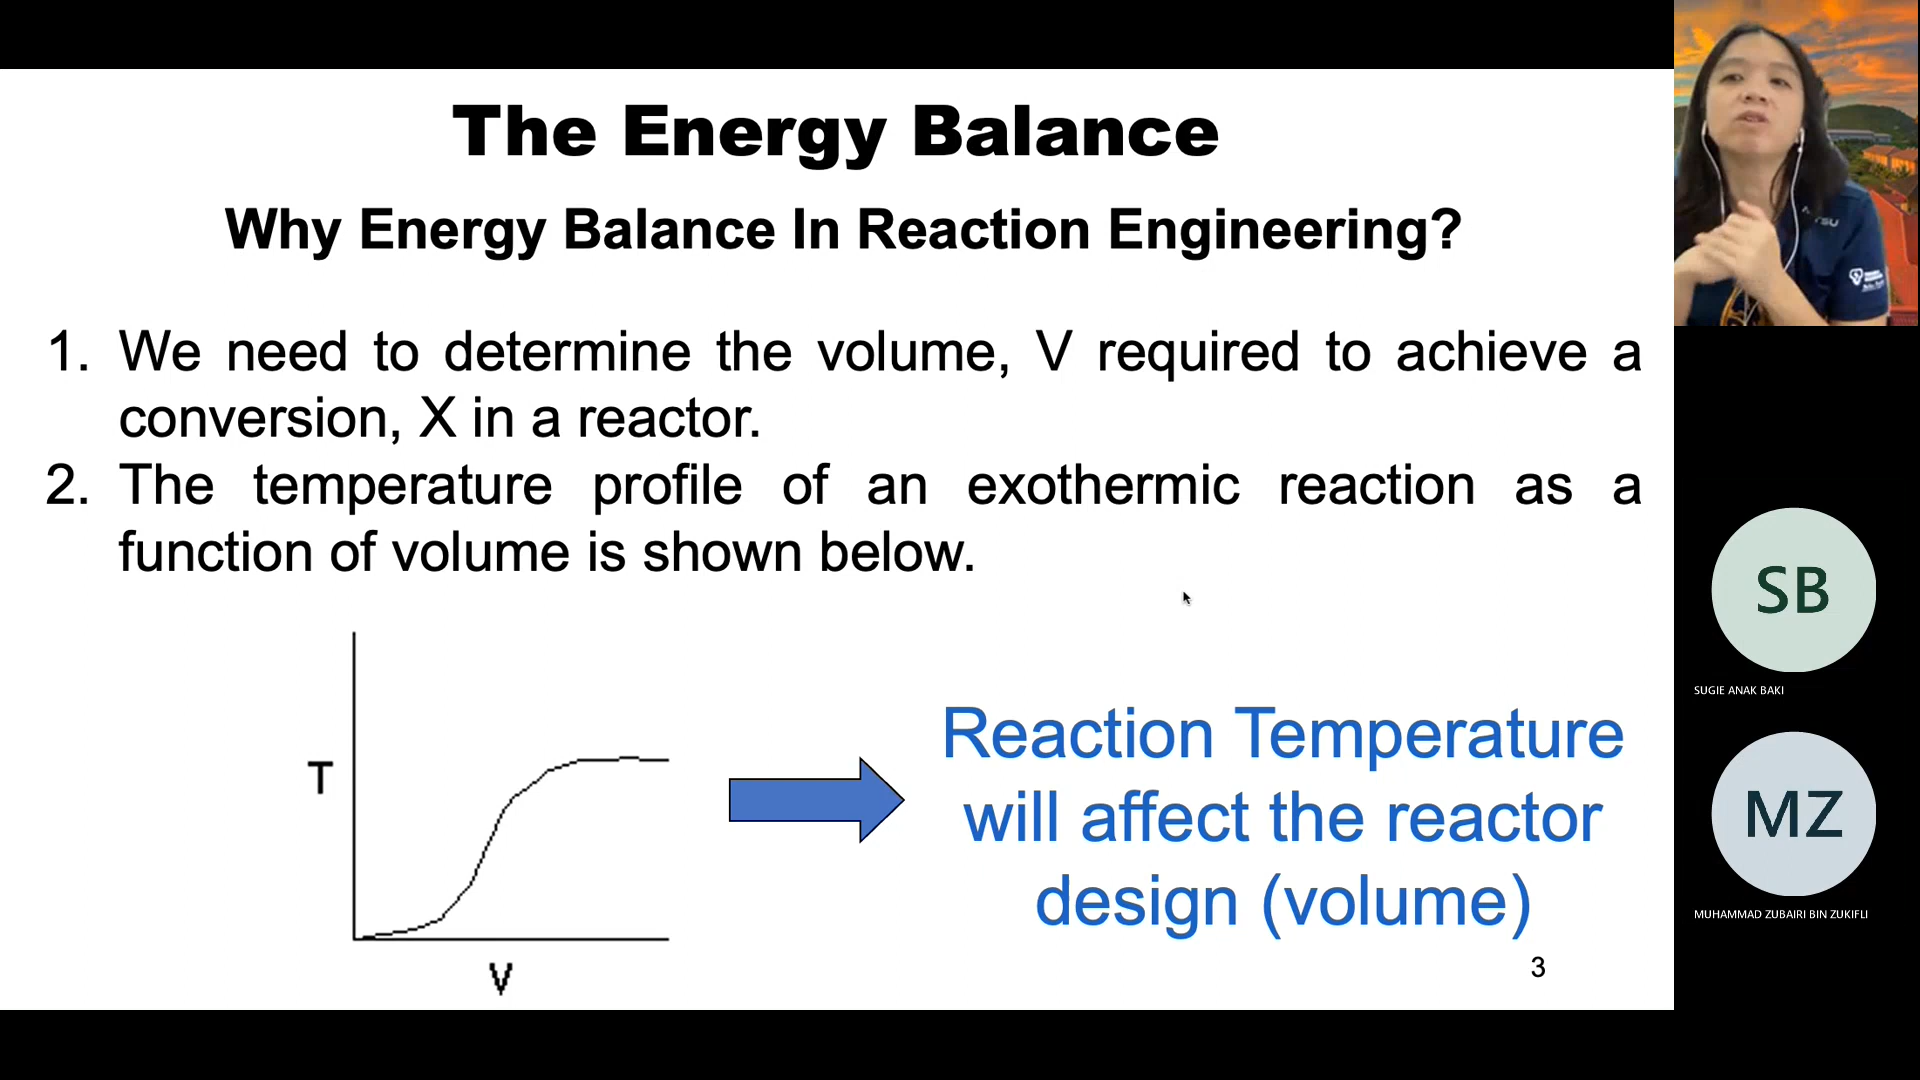 The Energy Balance
Why Energy Balance In Reaction Engineering?
1. We need to determine the volume, V required to achieve a
conversion, X in a reactor.
2. The temperature profile of an exothermic reaction as a
function of volume is shown below.
T
V
Reaction Temperature
will affect the reactor
design (volume)
3
SB
SUGIE ANAK BAKI
MZ
MUHAMMAD ZUBAIRI BIN ZUKIFLI